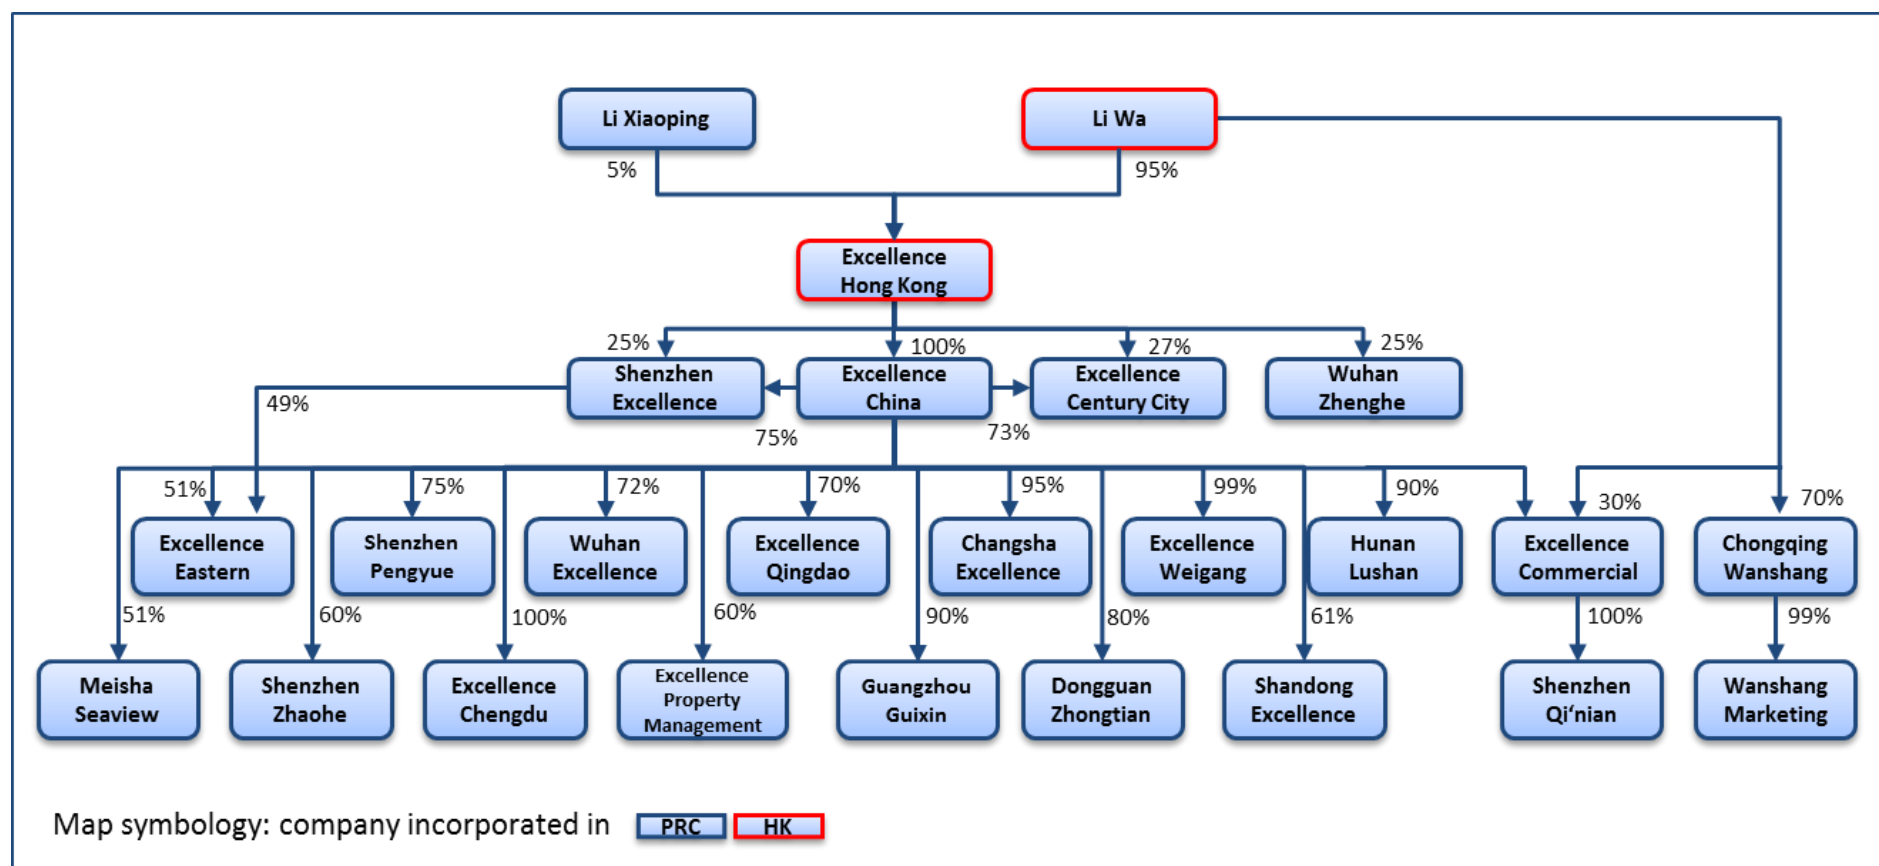 Li Xiaoping
Li Wa
5%
95%
Excellence
Hong Kong
25%
100%
27%
25%
Shenzhen
Excellence
Excellence
China
Excellence
Century City
Wuhan
Zhenghe
49%
75%
73%
51%
75%
72%
70%
95%
99%
90%
30%
70%
Excellence
Eastern
Shenzhen
Pengyue
Wuhan
Excellence
Excellence
Qingdao
Changsha
Excellence
Excellence
Weigang
Hunan
Lushan
Excellence
Commercial
Chongqing
Wanshang
51%
60%
100%
60%
90%
80%
61%
100%
99%
Meisha
Seaview
Shenzhen
Zhaohe
Excellence
Chengdu
Excellence
Property
Management
Guangzhou
Guixin
Dongguan
Zhongtian
Shandong
Excellence
Shenzhen
Qi‘nian
Wanshang
Marketing
Map symbology: company incorporated in PRC HK